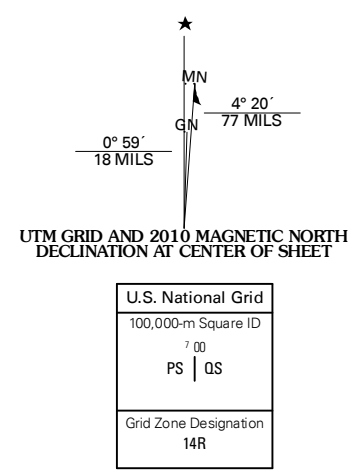 ★
MN
GN
4° 20´
77 MILS
0° 59´
18 MILS
UTM GRID AND 2010 MAGNETIC NORTH
DECLINATION AT CENTER OF SHEET
U.S. National Grid
100,000-m Square ID
7 00
PS | QS
Grid Zone Designation
14R